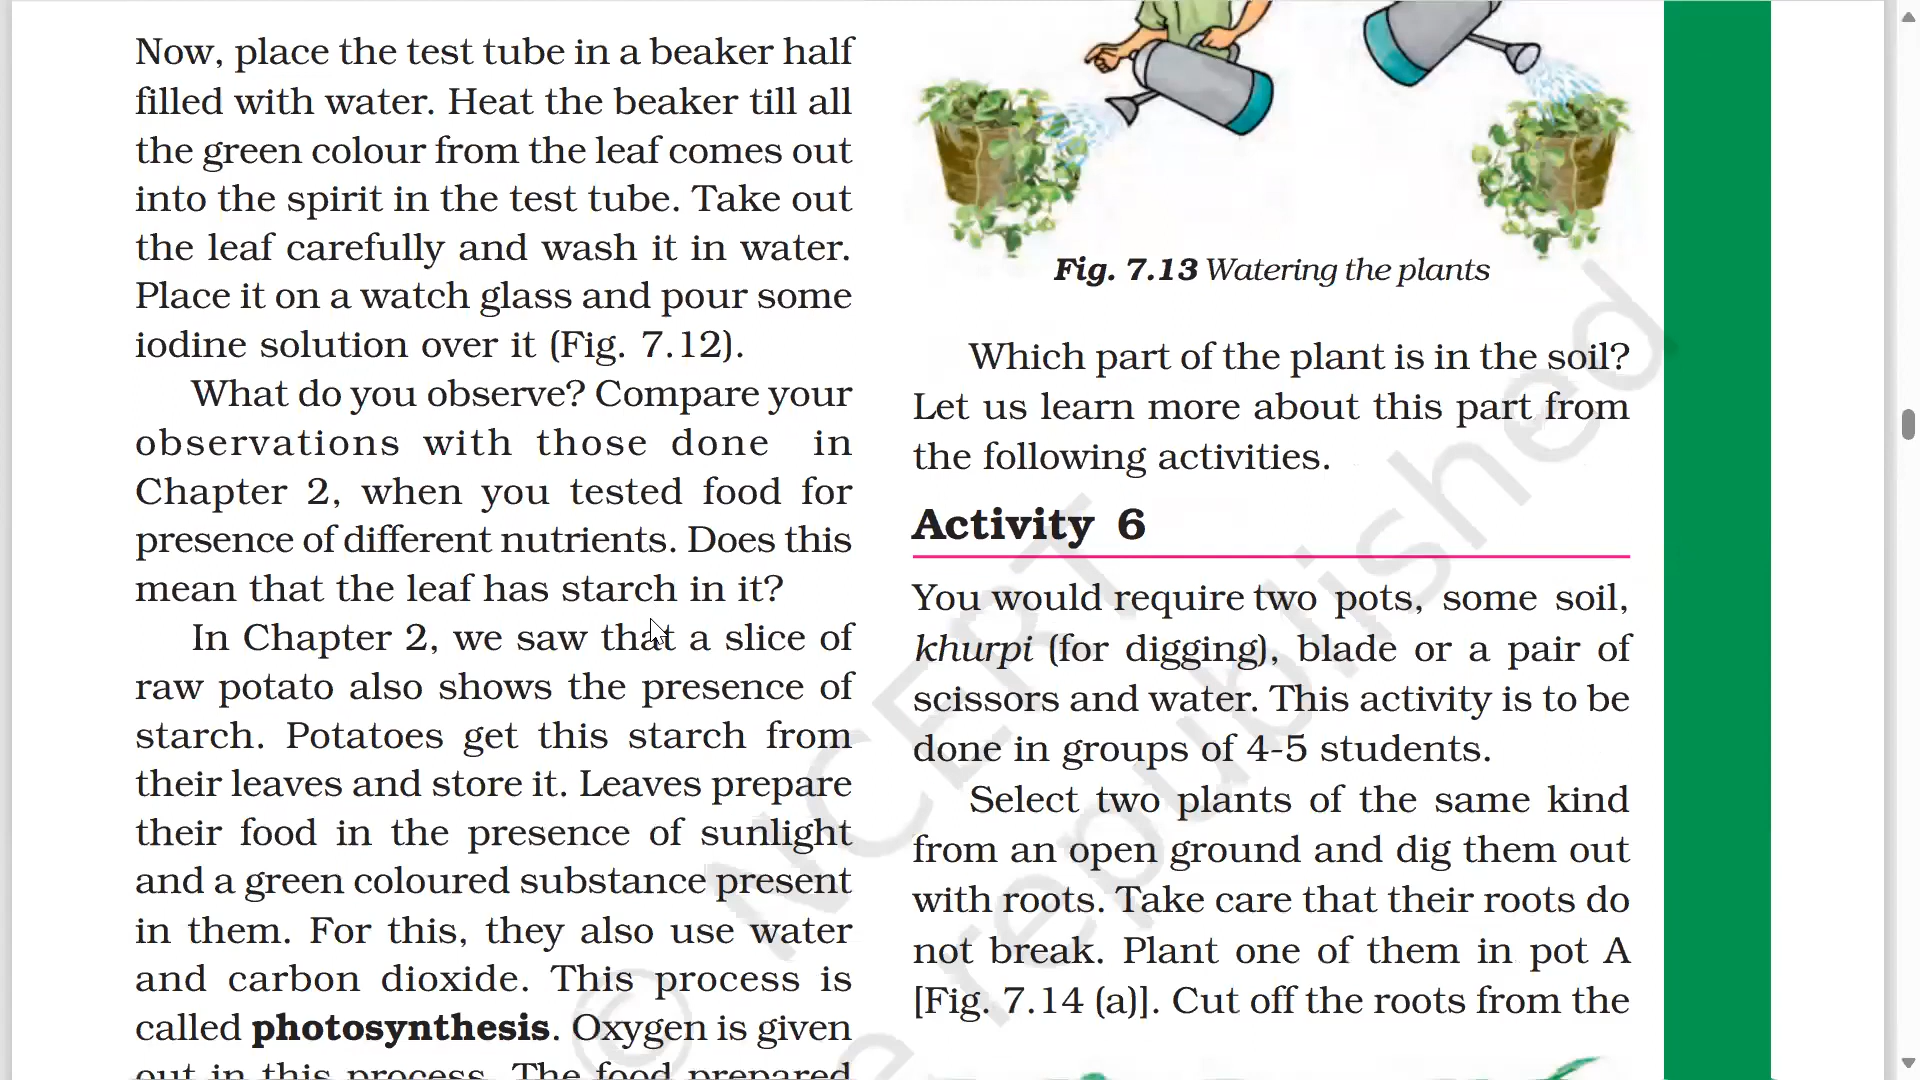 Now, place the test tube in a beaker half
filled with water. Heat the beaker till all
the green colour from the leaf comes out
into the spirit in the test tube. Take out
the leaf carefully and wash it in water.
Place it on a watch glass and pour some
iodine solution over it (Fig. 7.12).
What do you observe? Compare your
observations with those done in
Chapter 2, when you tested food for
presence of different nutrients. Does this
mean that the leaf has starch in it?
In Chapter 2, we saw that a slice of
raw potato also shows the presence of
starch. Potatoes get this starch from
their leaves and store it. Leaves prepare
their food in the presence of sunlight
and a green coloured substance present
in them. For this, they also use water
and carbon dioxide. This process is
called photosynthesis. Oxygen is given
out in this process. The food prepared
Fig. 7.13 Watering the plants
Which part of the plant is in the soil?
Let us learn more about this part from
the following activities.
Activity 6
You would require two pots, some soil,
khurpi (for digging), blade or a pair of
scissors and water. This activity is to be
done in groups of 4-5 students.
Select two plants of the same kind
from an open ground and dig them out
with roots. Take care that their roots do
not break. Plant one of them in pot A
[Fig. 7.14 (a)]. Cut off the roots from the
© NCERT
e republished